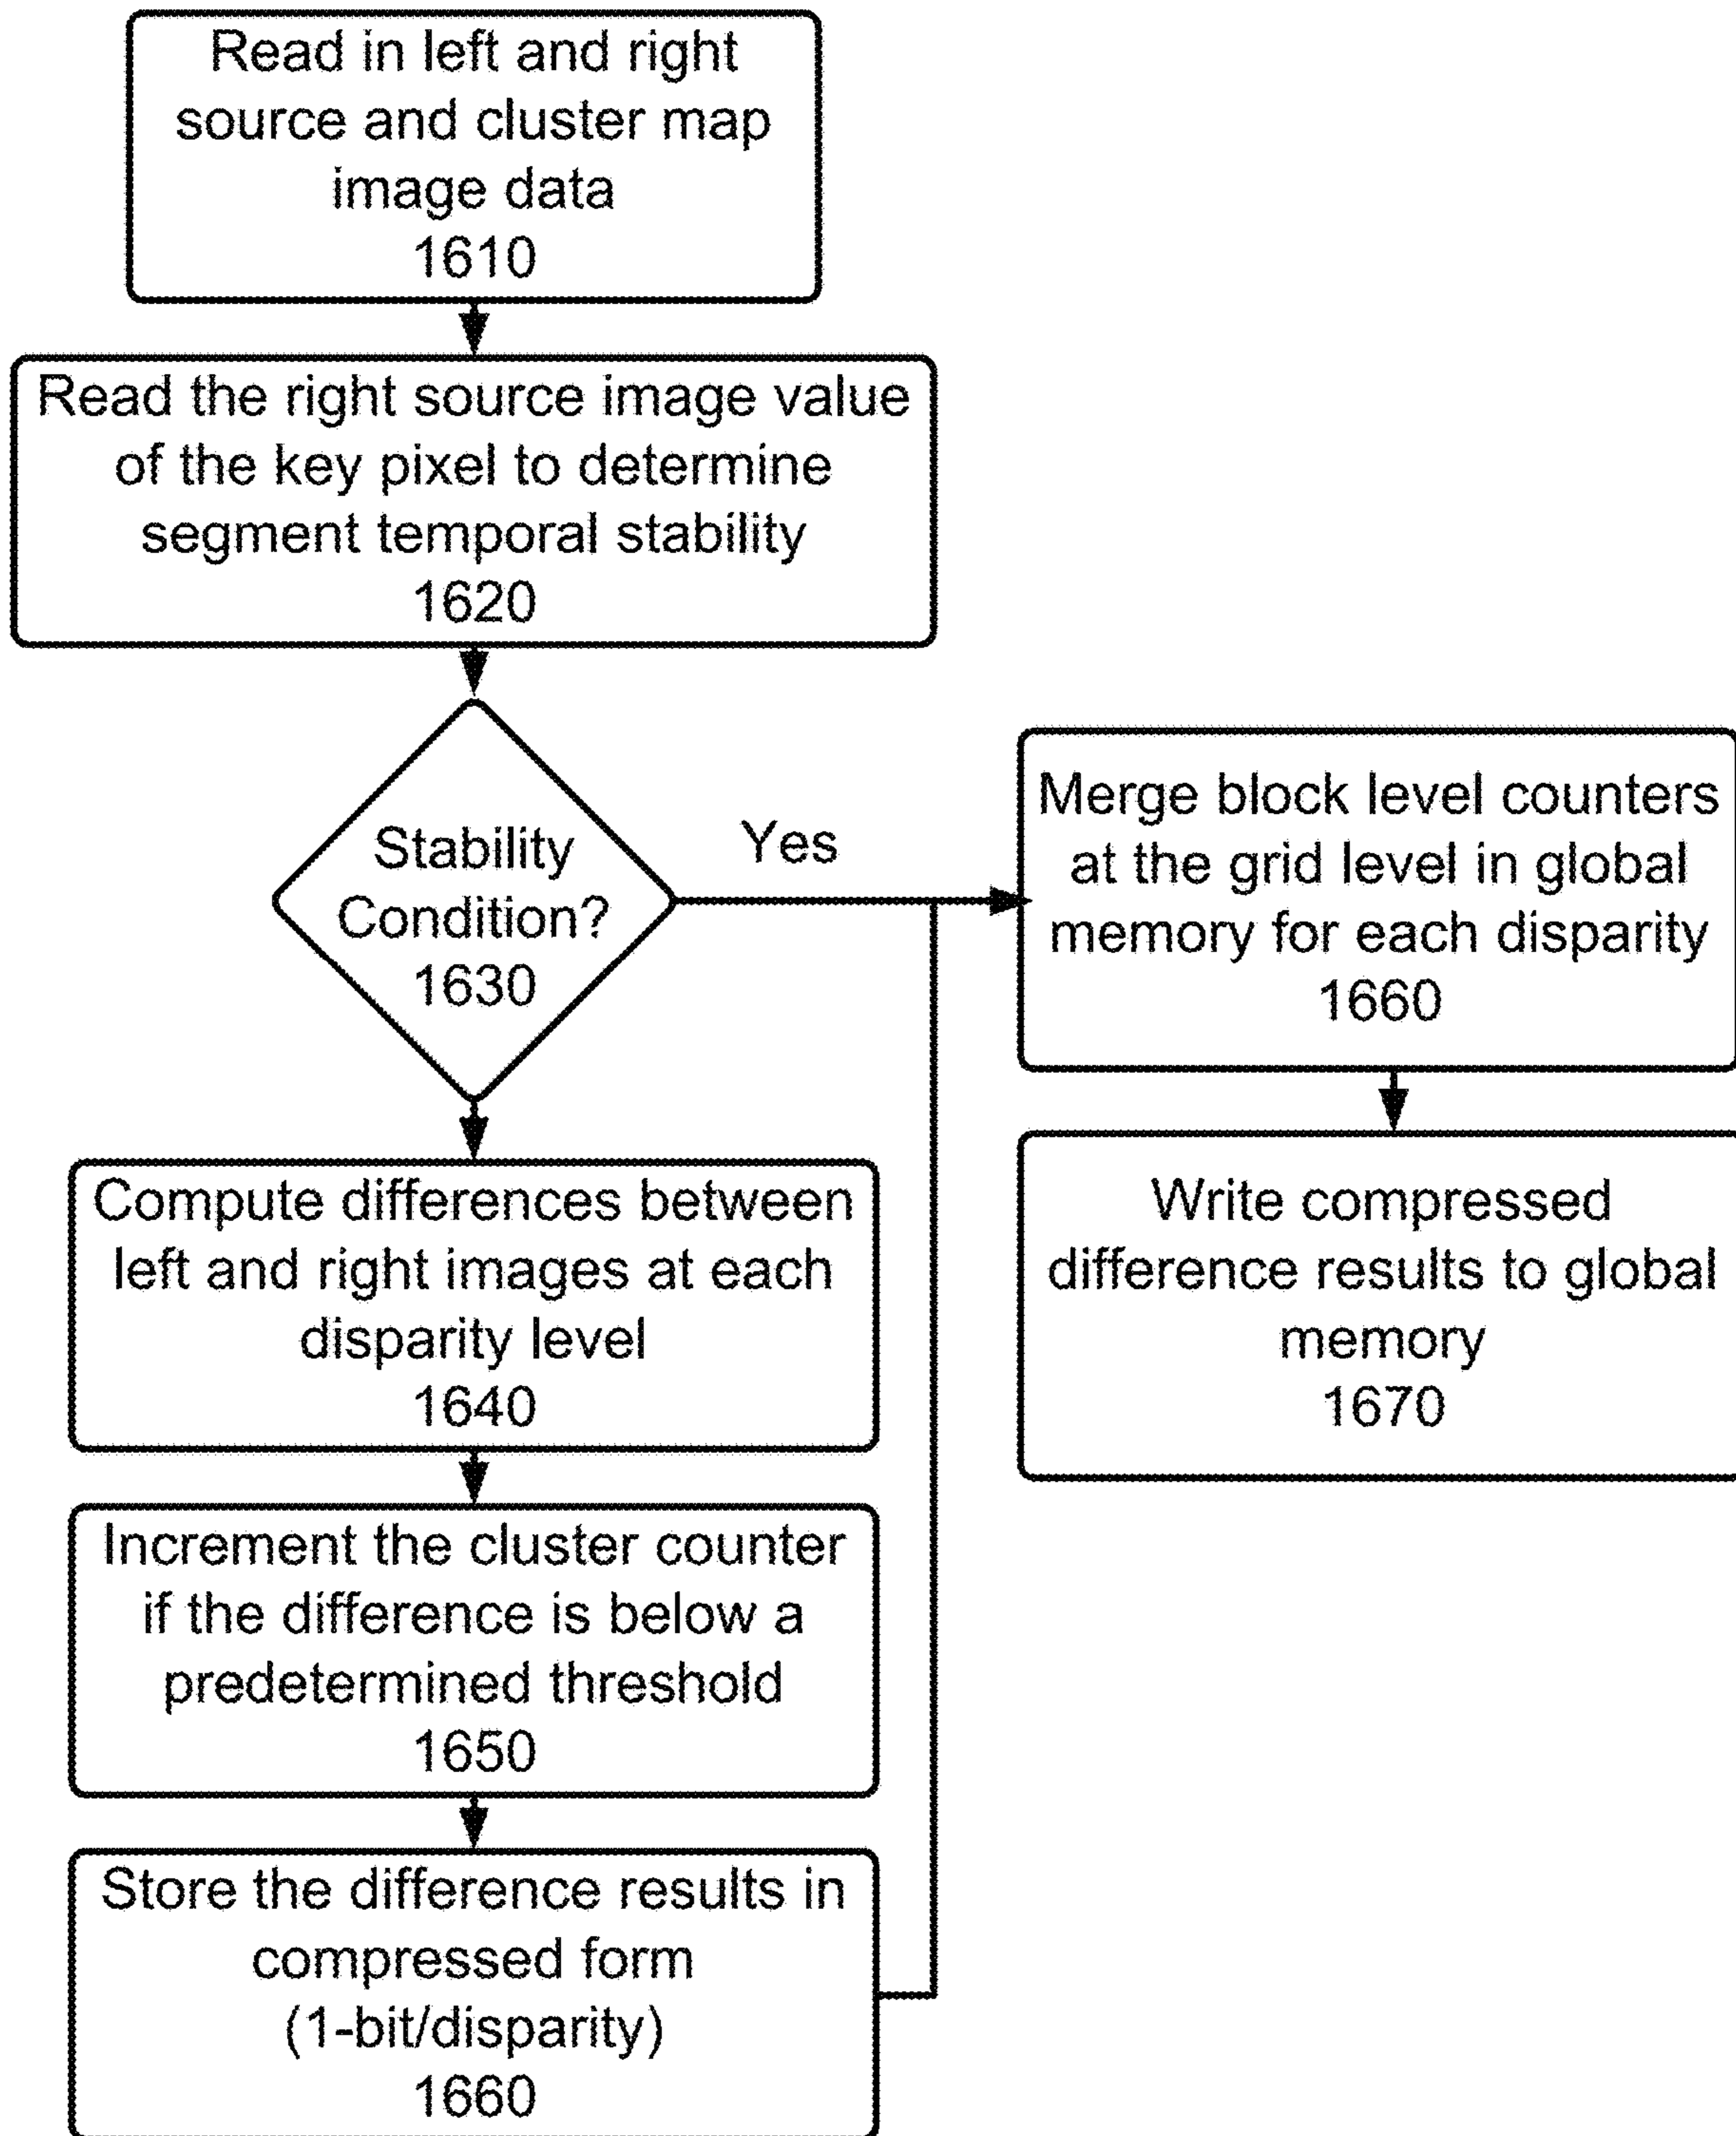 Read in left and right
source and cluster map
image data
1610
Read the right source image value
of the key pixel to determine
segment temporal stability
1620
Stability
Condition?
1630
Yes
Merge block level counters
at the grid level in global
memory for each disparity
1660
Compute differences between
left and right images at each
disparity level
1640
Write compressed
difference results to global
memory
1670
Increment the cluster counter
if the difference is below a
predetermined threshold
1650
Store the difference results in
compressed form
(1-bit/disparity)
1660